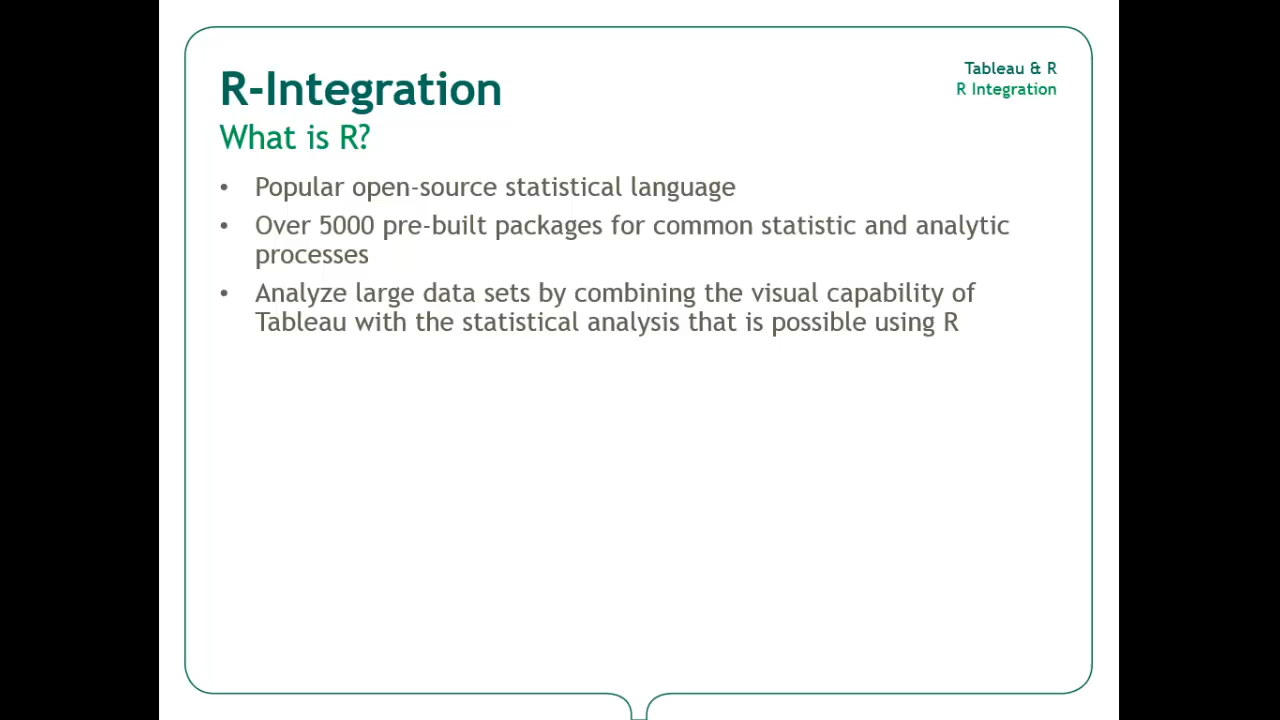 R-Integration
What is R?
Tableau & R
R Integration
• Popular open-source statistical language
• Over 5000 pre-built packages for common statistic and analytic
processes
• Analyze large data sets by combining the visual capability of
Tableau with the statistical analysis that is possible using R